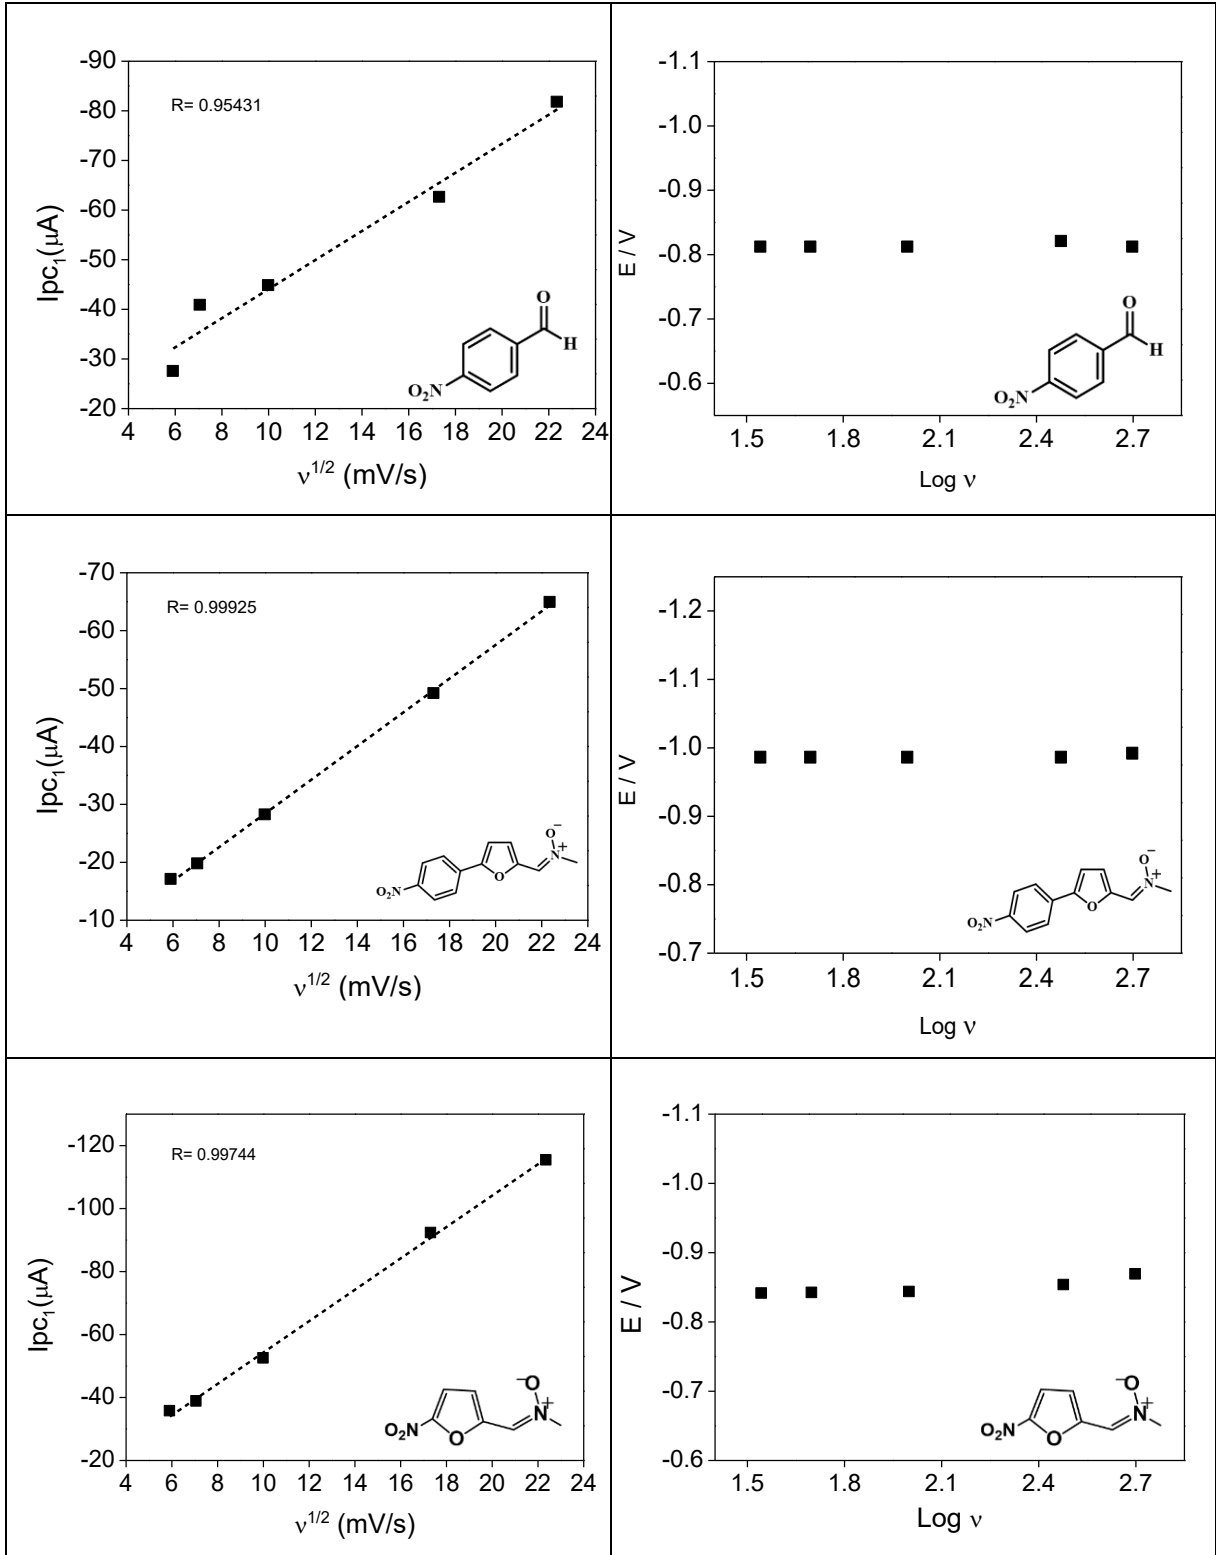 -90
-80
-70
-60
-50
-40
-30
-20
Ipc₁(μA)
R= 0.95431
O
H
O₂N
4 6 8 10 12 14 16 18 20 22 24
ν^1/2 (mV/s)
-1.1
-1.0
-0.9
-0.8
-0.7
-0.6
E / V
O
H
O₂N
1.5 1.8 2.1 2.4 2.7
Log ν
-70
-60
-50
-40
-30
-20
-10
Ipc₁(μA)
R= 0.99925
O⁻
N⁺
O
O₂N
4 6 8 10 12 14 16 18 20 22 24
ν^1/2 (mV/s)
-1.2
-1.1
-1.0
-0.9
-0.8
-0.7
E / V
O⁻
N⁺
O
O₂N
1.5 1.8 2.1 2.4 2.7
Log ν
-120
-100
-80
-60
-40
-20
Ipc₁(μA)
R= 0.99744
⁻O
N⁺
O₂N
O
4 6 8 10 12 14 16 18 20 22 24
ν^1/2 (mV/s)
-1.1
-1.0
-0.9
-0.8
-0.7
-0.6
E / V
⁻O
N⁺
O₂N
O
1.5 1.8 2.1 2.4 2.7
Log ν